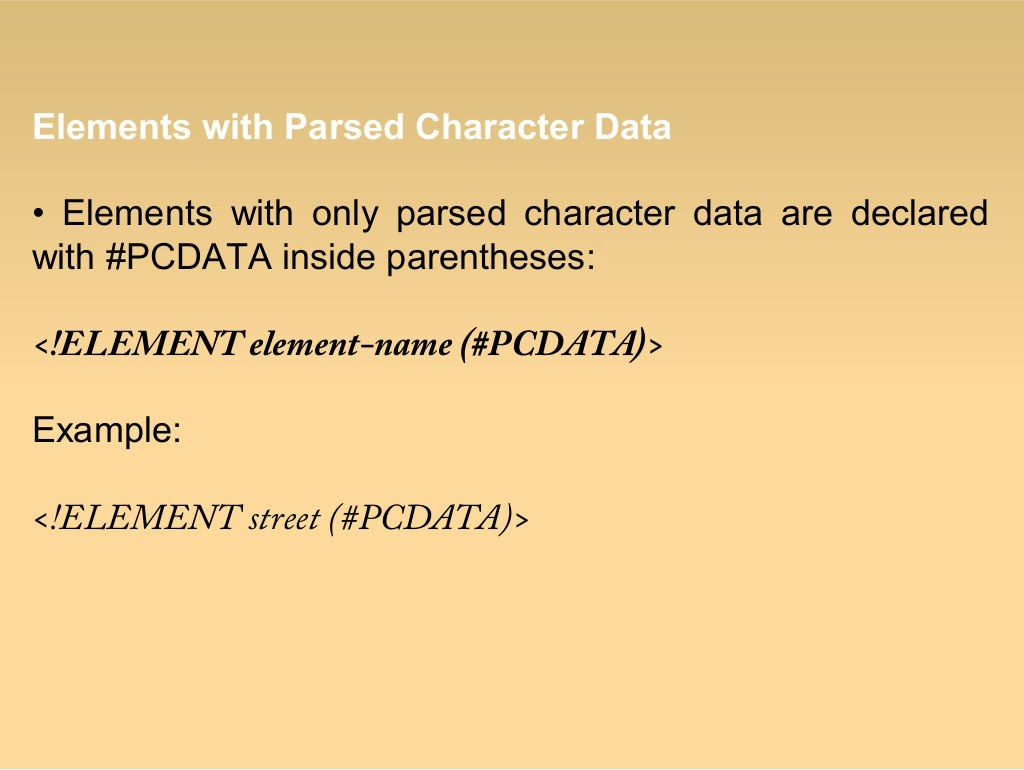 Elements with Parsed Character Data
• Elements with only parsed character data are declared
with #PCDATA inside parentheses:
<!ELEMENT element-name (#PCDATA)>
Example:
<!ELEMENT street (#PCDATA)>